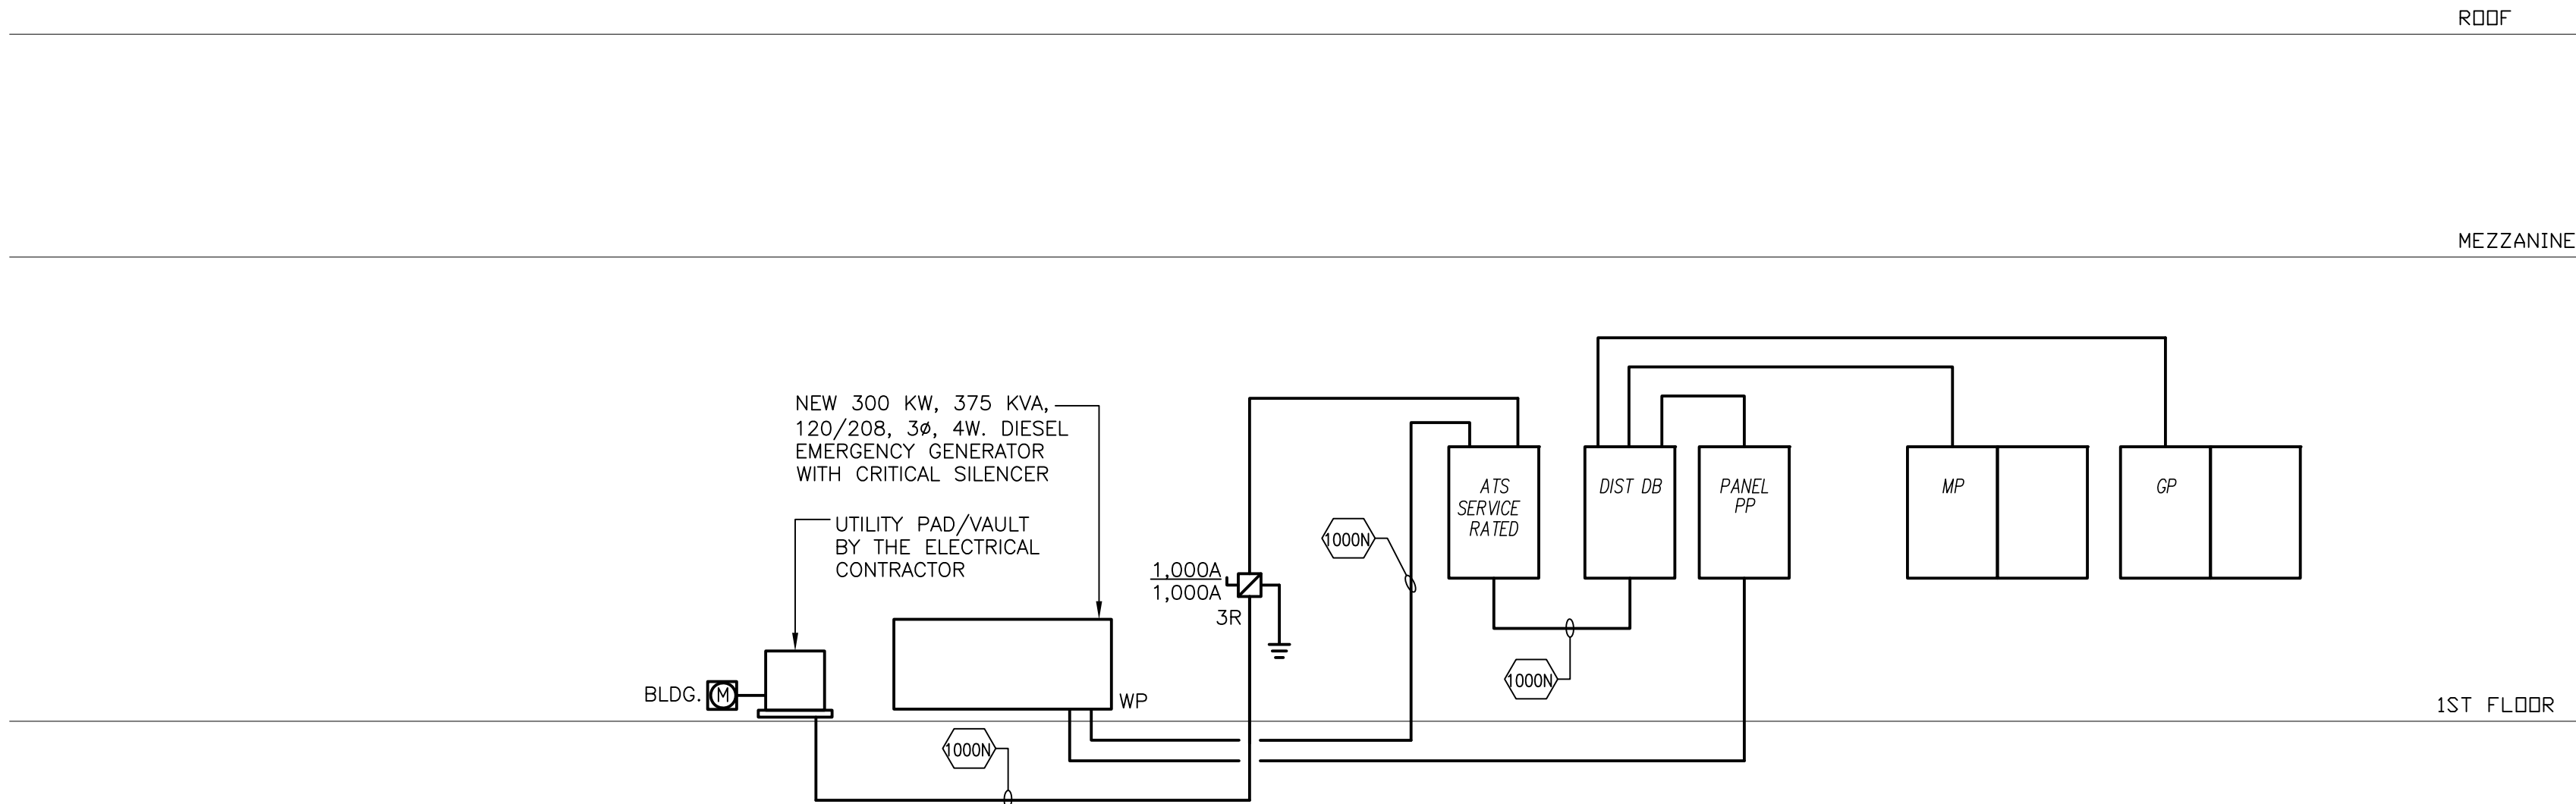 ROOF
MEZZANINE
NEW 300 KW, 375 KVA,
120/208, 3ø, 4W. DIESEL
EMERGENCY GENERATOR
WITH CRITICAL SILENCER
UTILITY PAD/VAULT
BY THE ELECTRICAL
CONTRACTOR
1,000A
1,000A
3R
1000N
ATS
SERVICE
RATED
DIST DB
PANEL
PP
MP
GP
1000N
BLDG.
M
WP
1ST FLOOR
1000N